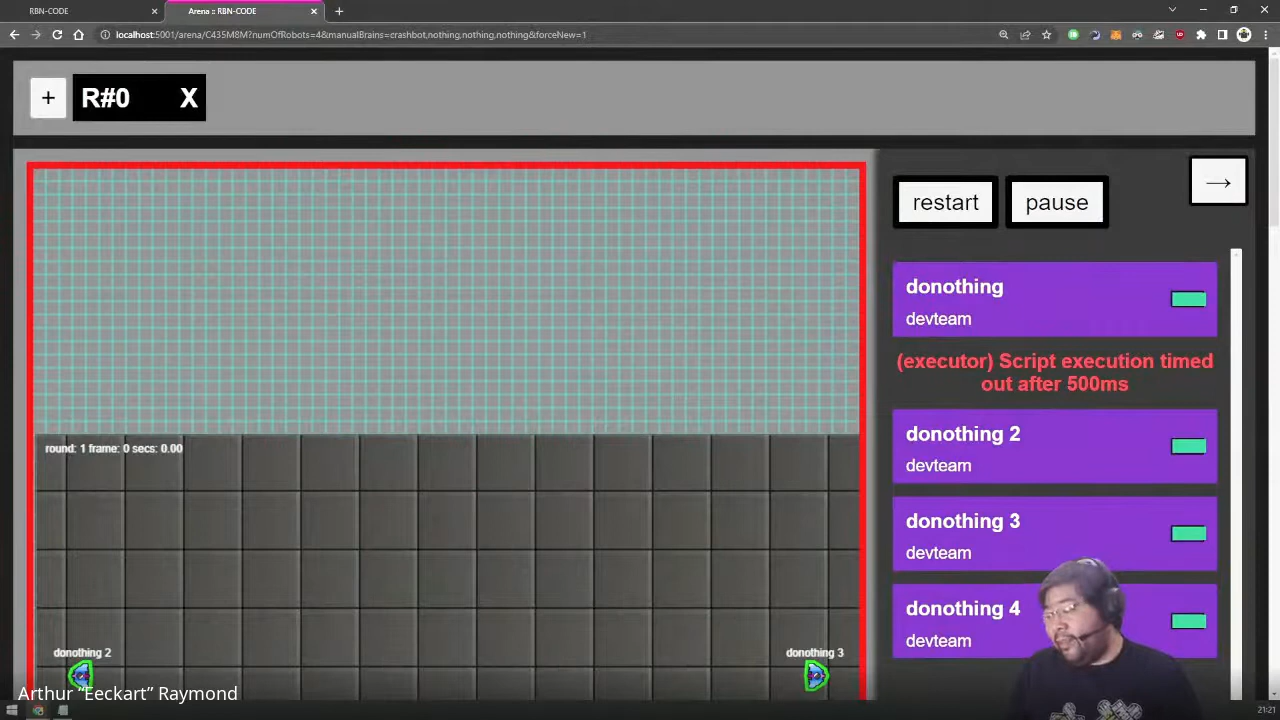 RBN-CODE
Arena :: RBN-CODE
localhost:5001/arena/C435M8M?numOfRobots=4&manualBrains=crashbot,nothing,nothing,nothing&forceNew=1
+ R#0 X
restart pause →
donothing
devteam
(executor) Script execution timed
out after 500ms
donothing 2
devteam
donothing 3
devteam
donothing 4
devteam
round: 1 frame: 0 secs: 0.00
donothing 2
donothing 3
Arthur “Eeckart” Raymond
21:21